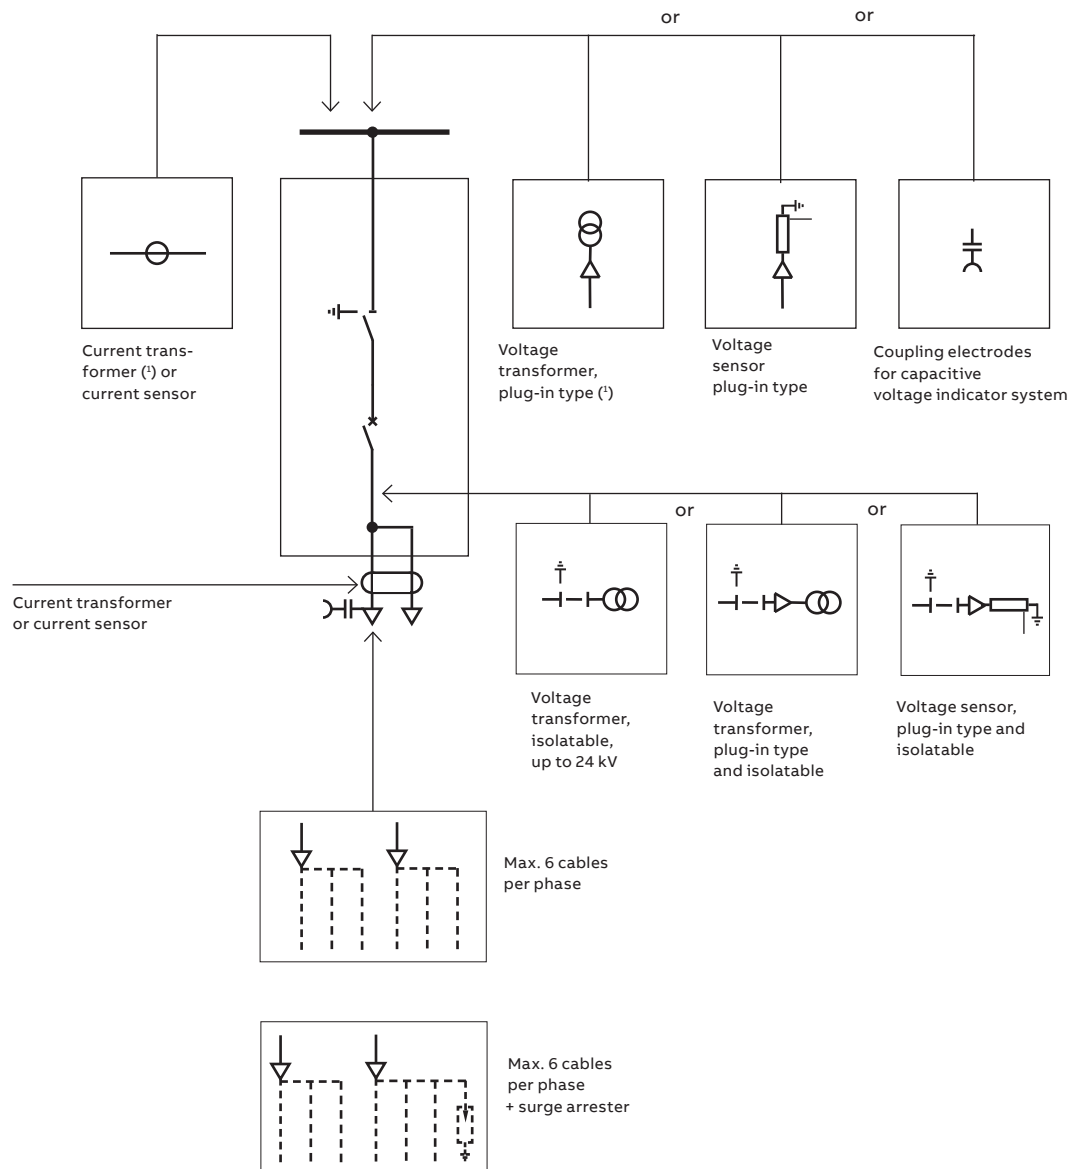 or
or
Current trans-
former (¹) or
current sensor
Voltage
transformer,
plug-in type (¹)
Voltage
sensor
plug-in type
Coupling electrodes
for capacitive
voltage indicator system
or
or
Current transformer
or current sensor
Voltage
transformer,
isolatable,
up to 24 kV
Voltage
transformer,
plug-in type
and isolatable
Voltage sensor,
plug-in type and
isolatable
Max. 6 cables
per phase
Max. 6 cables
per phase
+ surge arrester